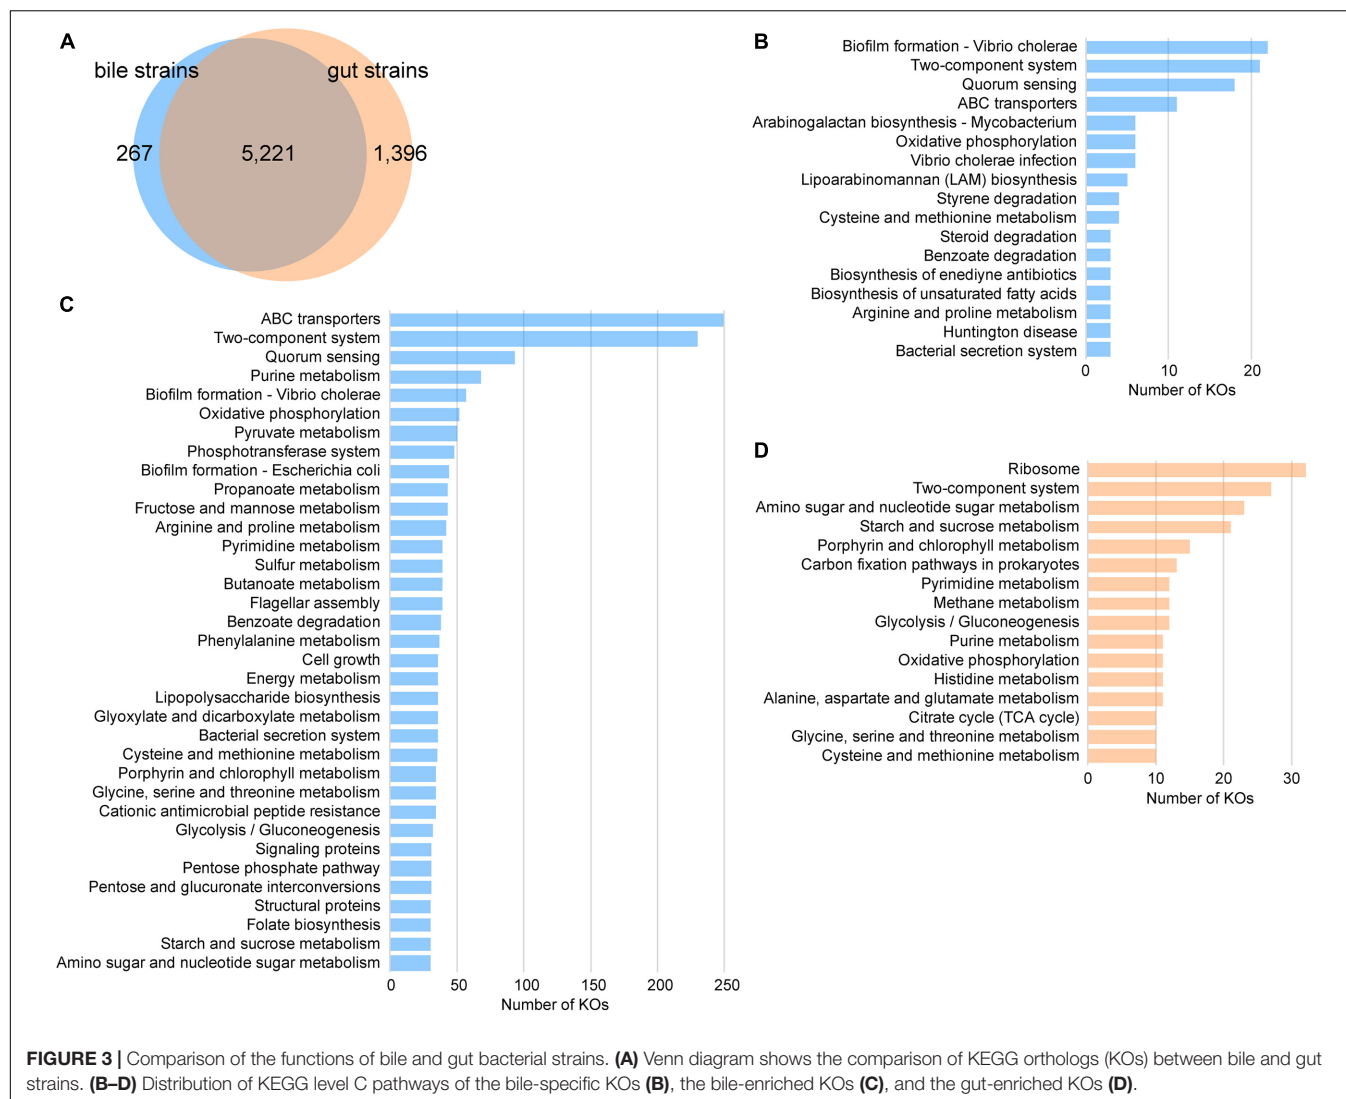 A
bile strains
gut strains
267
5,221
1,396
B
Biofilm formation - Vibrio cholerae
Two-component system
Quorum sensing
ABC transporters
Arabinogalactan biosynthesis - Mycobacterium
Oxidative phosphorylation
Vibrio cholerae infection
Lipoarabinomannan (LAM) biosynthesis
Styrene degradation
Cysteine and methionine metabolism
Steroid degradation
Benzoate degradation
Biosynthesis of enediyne antibiotics
Biosynthesis of unsaturated fatty acids
Arginine and proline metabolism
Huntington disease
Bacterial secretion system
0 10 20
Number of KOs
C
ABC transporters
Two-component system
Quorum sensing
Purine metabolism
Biofilm formation - Vibrio cholerae
Oxidative phosphorylation
Pyruvate metabolism
Phosphotransferase system
Biofilm formation - Escherichia coli
Propanoate metabolism
Fructose and mannose metabolism
Arginine and proline metabolism
Pyrimidine metabolism
Sulfur metabolism
Butanoate metabolism
Flagellar assembly
Benzoate degradation
Phenylalanine metabolism
Cell growth
Energy metabolism
Lipopolysaccharide biosynthesis
Glyoxylate and dicarboxylate metabolism
Bacterial secretion system
Cysteine and methionine metabolism
Porphyrin and chlorophyll metabolism
Glycine, serine and threonine metabolism
Cationic antimicrobial peptide resistance
Glycolysis / Gluconeogenesis
Signaling proteins
Pentose phosphate pathway
Pentose and glucuronate interconversions
Structural proteins
Folate biosynthesis
Starch and sucrose metabolism
Amino sugar and nucleotide sugar metabolism
0 50 100 150 200 250
Number of KOs
D
Ribosome
Two-component system
Amino sugar and nucleotide sugar metabolism
Starch and sucrose metabolism
Porphyrin and chlorophyll metabolism
Carbon fixation pathways in prokaryotes
Pyrimidine metabolism
Methane metabolism
Glycolysis / Gluconeogenesis
Purine metabolism
Oxidative phosphorylation
Histidine metabolism
Alanine, aspartate and glutamate metabolism
Citrate cycle (TCA cycle)
Glycine, serine and threonine metabolism
Cysteine and methionine metabolism
0 10 20 30
Number of KOs
FIGURE 3 | Comparison of the functions of bile and gut bacterial strains. (A) Venn diagram shows the comparison of KEGG orthologs (KOs) between bile and gut
strains. (B–D) Distribution of KEGG level C pathways of the bile-specific KOs (B), the bile-enriched KOs (C), and the gut-enriched KOs (D).